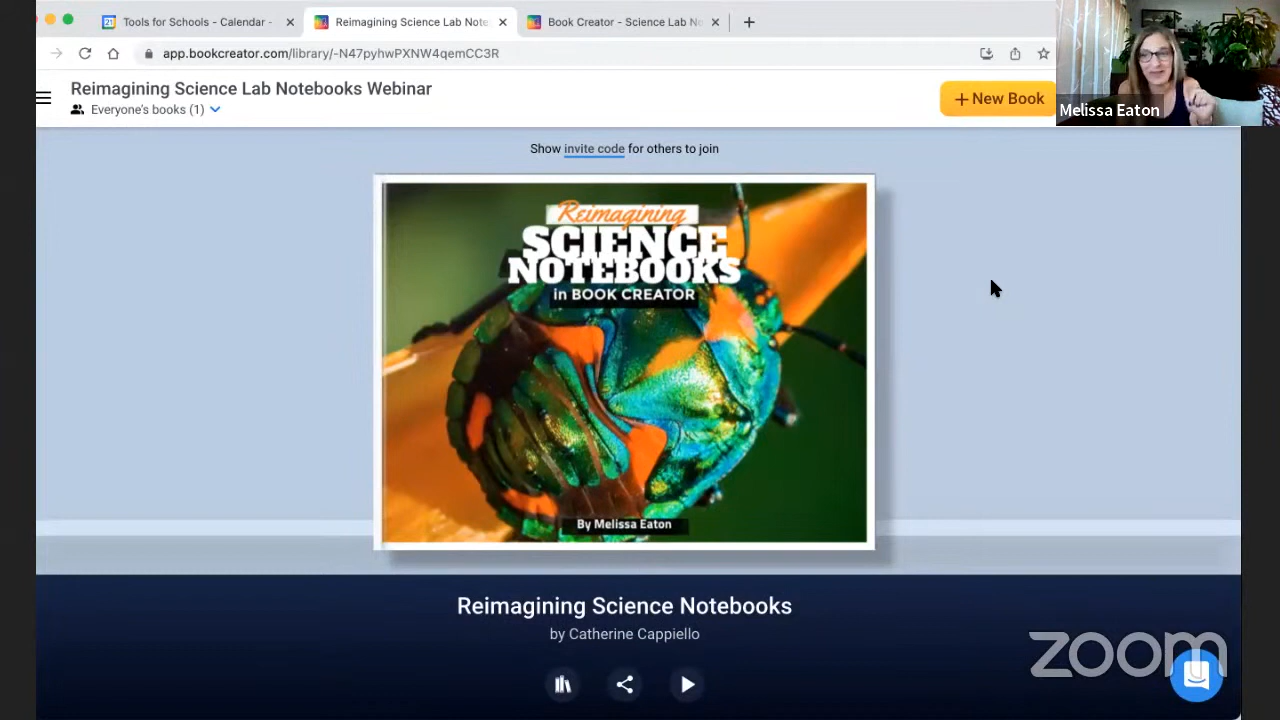 21
Tools for Schools - Calendar -
Reimagining Science Lab Note
Book Creator - Science Lab No
app.bookcreator.com/library/-N47pyhwPXNW4qemCC3R
Reimagining Science Lab Notebooks Webinar
Everyone's books (1)
+ New Book
Melissa Eaton
Show invite code for others to join
Reimagining
SCIENCE
NOTEBOOKS
in BOOK CREATOR
By Melissa Eaton
Reimagining Science Notebooks
by Catherine Cappiello
zoom